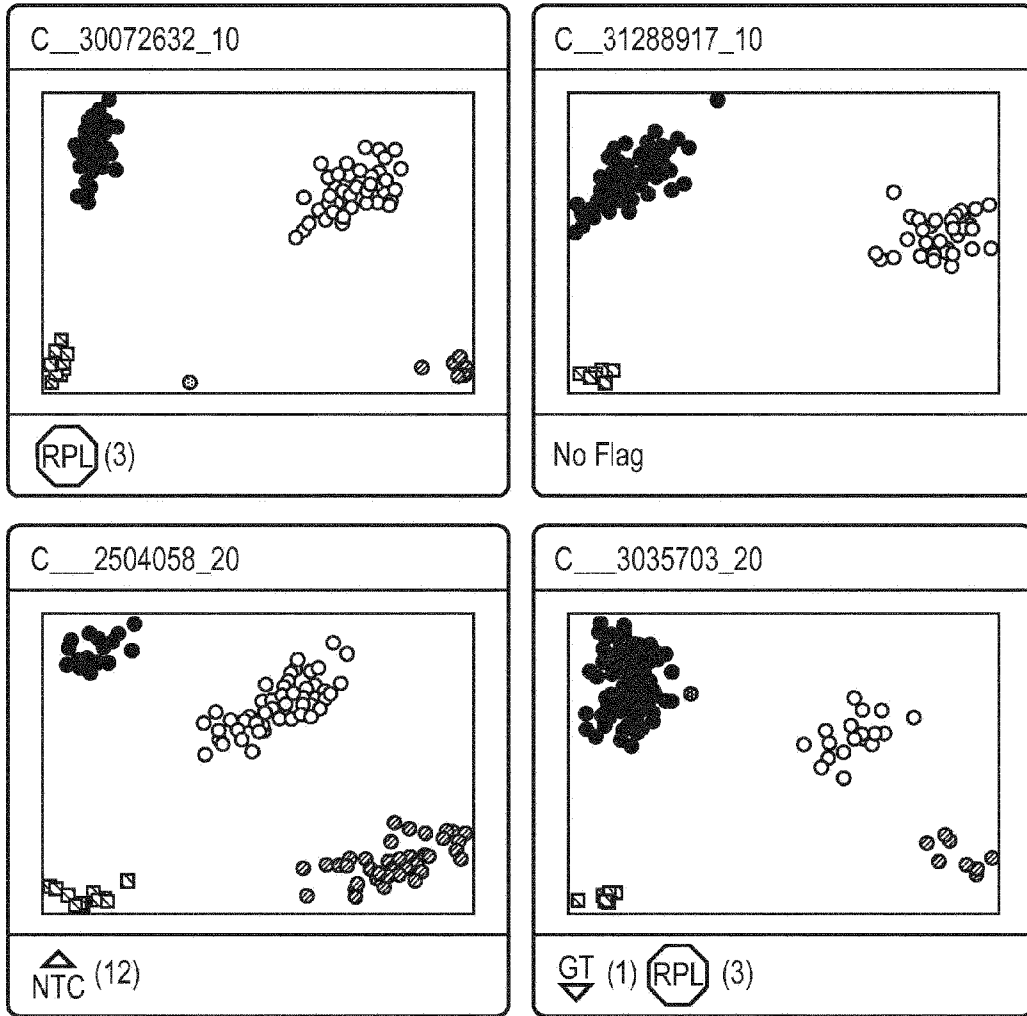 C__30072632_10
C__31288917_10
RPL (3)
No Flag
C___2504058_20
C___3035703_20
NTC (12)
GT (1) RPL (3)